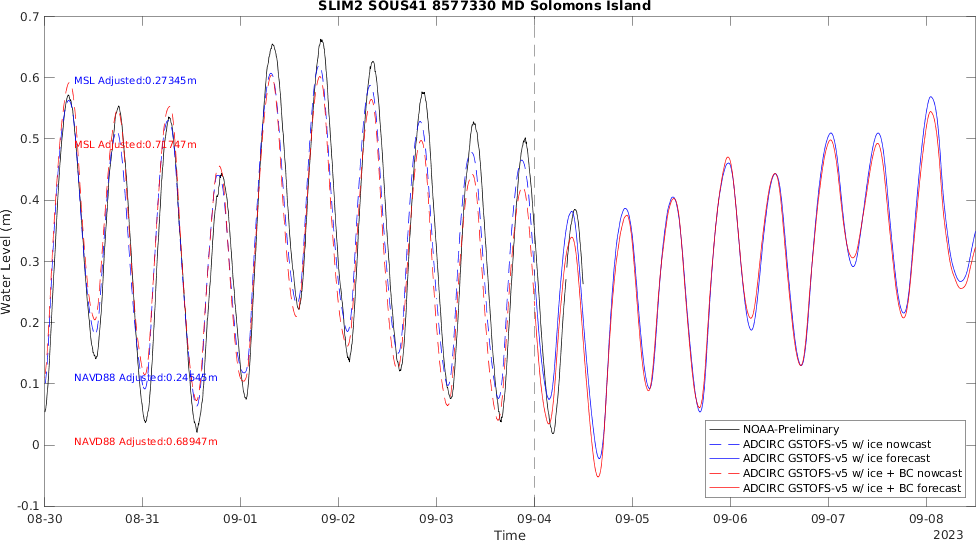 SLIM2 SOUS41 8577330 MD Solomons Island
0.7
0.6
0.5
0.4
0.3
0.2
0.1
0
-0.1
Water Level (m)
MSL Adjusted:0.27345m
MSL Adjusted:0.71747m
NAVD88 Adjusted:0.24545m
NAVD88 Adjusted:0.68947m
NOAA-Preliminary
ADCIRC GSTOFS-v5 w/ ice nowcast
ADCIRC GSTOFS-v5 w/ ice forecast
ADCIRC GSTOFS-v5 w/ ice + BC nowcast
ADCIRC GSTOFS-v5 w/ ice + BC forecast
08-30 08-31 09-01 09-02 09-03 09-04 09-05 09-06 09-07 09-08
Time
2023